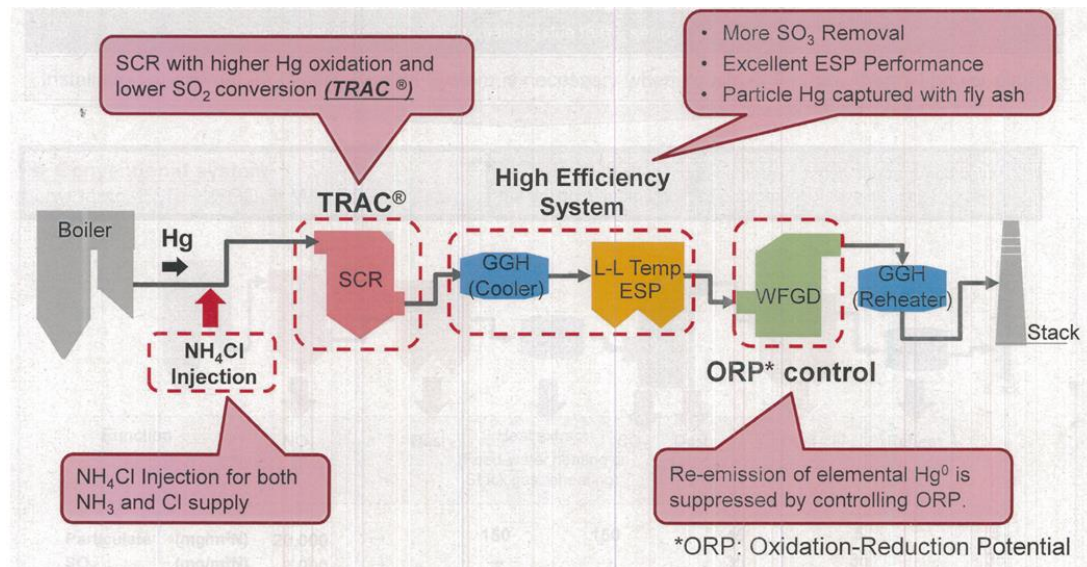 SCR with higher Hg oxidation and
lower SO₂ conversion (TRAC ®)
• More SO₃ Removal
• Excellent ESP Performance
• Particle Hg captured with fly ash
TRAC®
High Efficiency
System
Boiler
Hg
SCR
GGH
(Cooler)
L-L Temp
ESP
WFGD
GGH
(Reheater)
Stack
NH₄Cl
Injection
ORP* control
NH₄Cl Injection for both
NH₃ and Cl supply
Re-emission of elemental Hg⁰ is
suppressed by controlling ORP.
*ORP: Oxidation-Reduction Potential